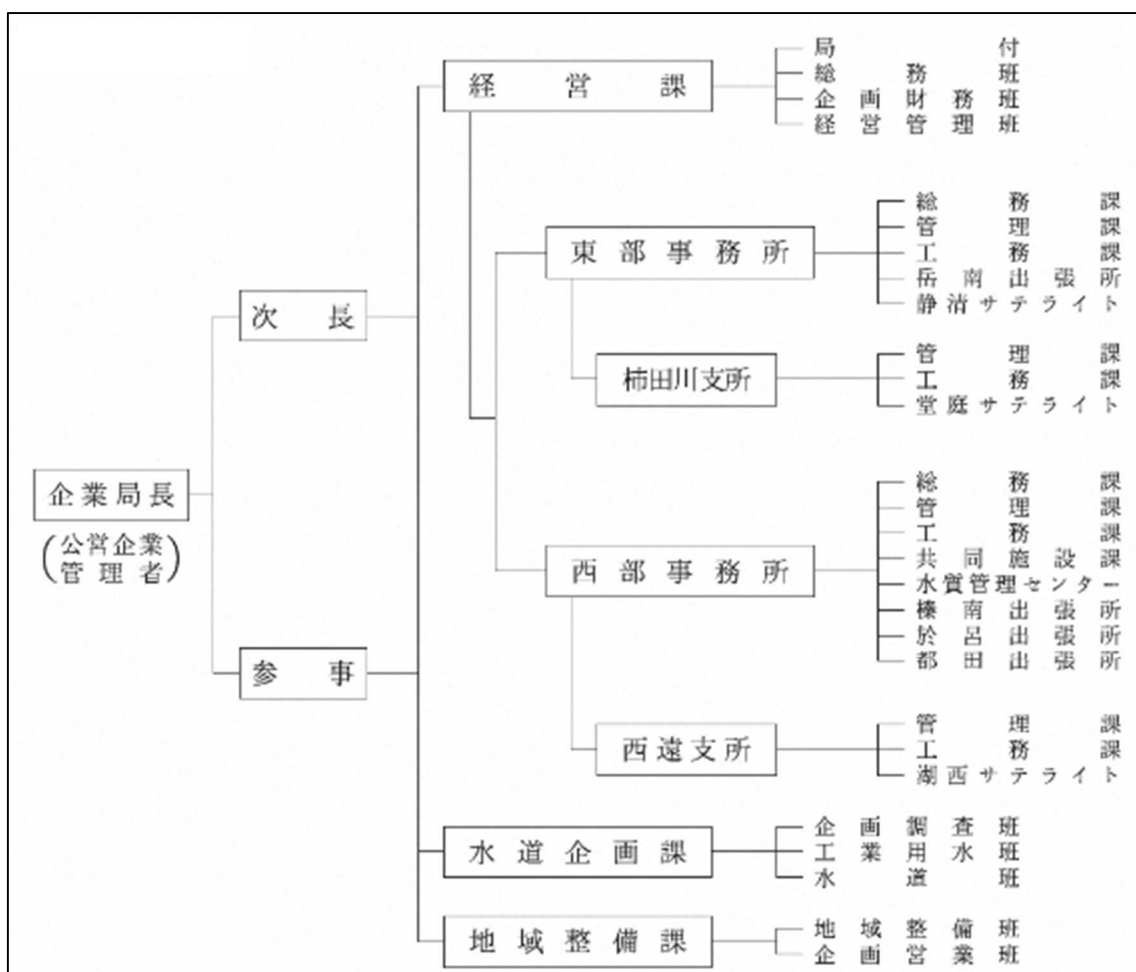 企業局長
(公営企業
管理者)
次長
参事
経営課
局付
総務班
企画財務班
経営管理班
東部事務所
総務課
管理課
工務課
岳南出張所
静清サテライト
柿田川支所
管理課
工務課
堂庭サテライト
西部事務所
総務課
管理課
工務課
共同施設課
水質管理センター
榛南出張所
於呂出張所
都田出張所
西遠支所
管理課
工務課
湖西サテライト
水道企画課
企画調査班
工業用水班
水道班
地域整備課
地域整備班
企画営業班